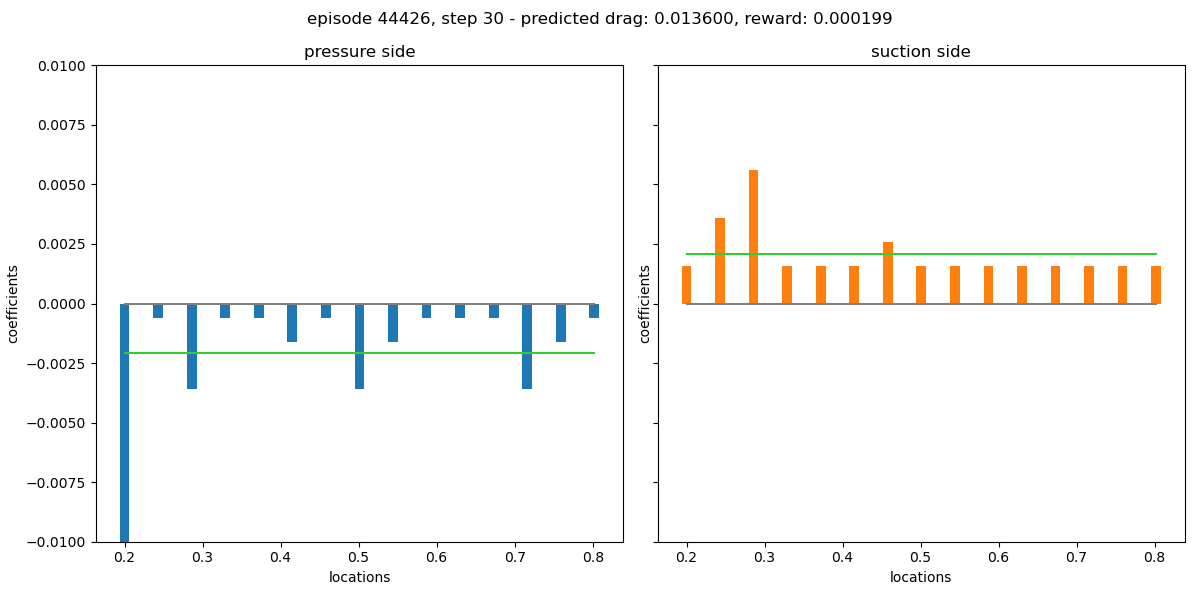 episode 44426, step 30 - predicted drag: 0.013600, reward: 0.000199
pressure side
suction side
0.0100
0.0075
0.0050
0.0025
0.0000
−0.0025
−0.0050
−0.0075
−0.0100
coefficients
coefficients
0.2 0.3 0.4 0.5 0.6 0.7 0.8
0.2 0.3 0.4 0.5 0.6 0.7 0.8
locations
locations